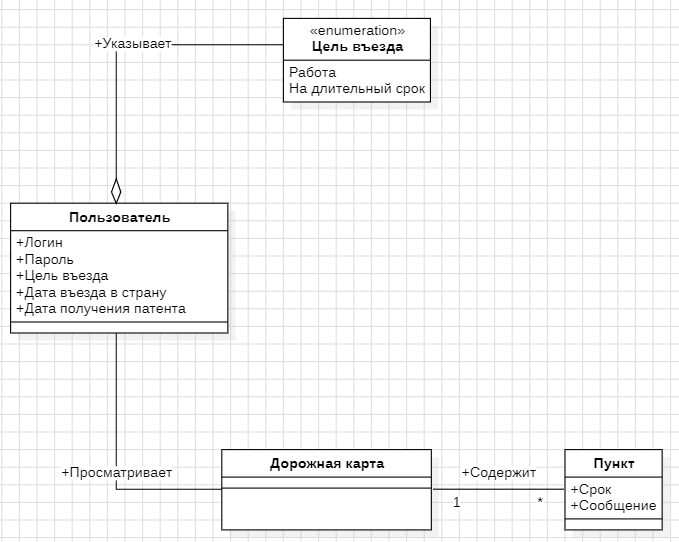 «enumeration»
Цель въезда
Работа
На длительный срок
+Указывает
Пользователь
+Логин
+Пароль
+Цель въезда
+Дата въезда в страну
+Дата получения патента
+Просматривает
Дорожная карта
+Содержит
1
*
Пункт
+Срок
+Сообщение